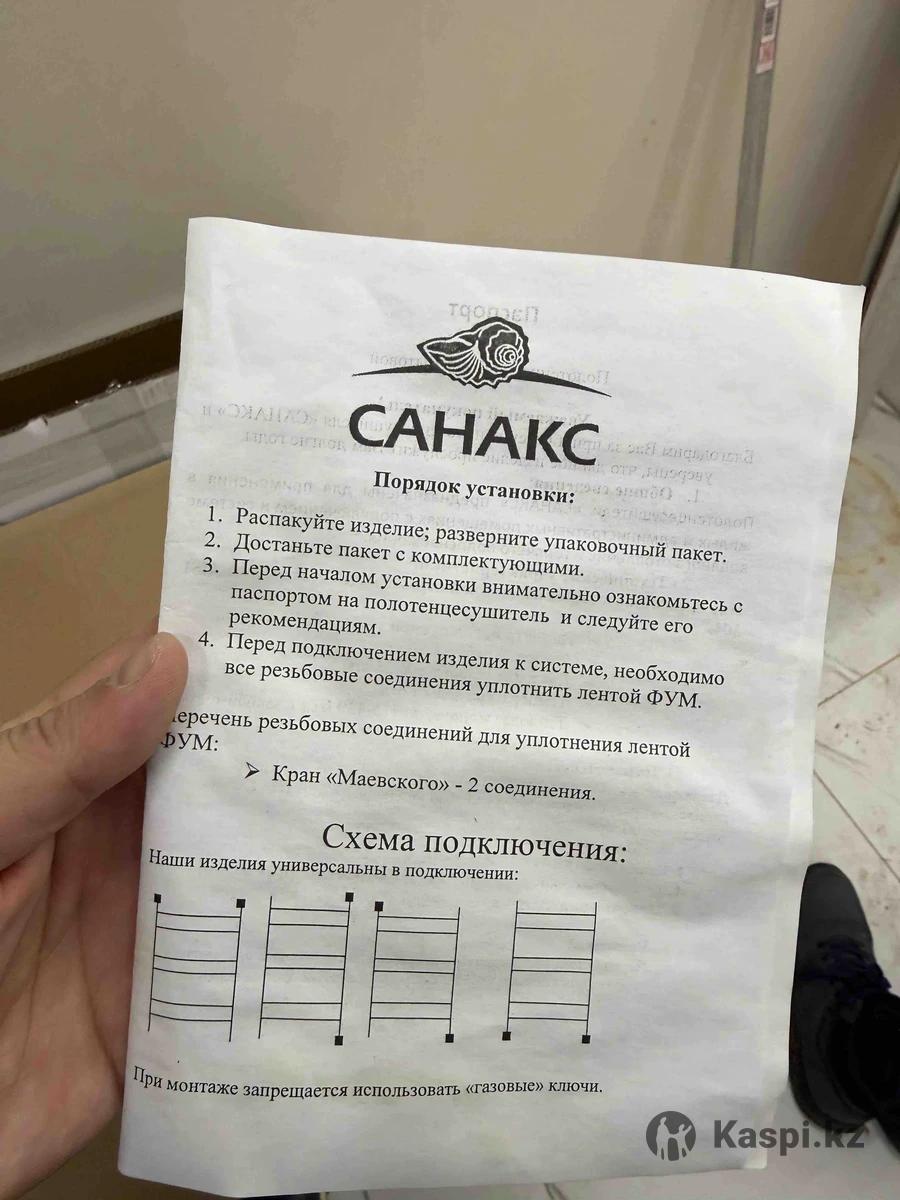 САНАКС
Порядок установки:
1. Распакуйте изделие; разверните упаковочный пакет.
2. Достаньте пакет с комплектующими.
3. Перед началом установки внимательно ознакомьтесь с
паспортом на полотенцесушитель и следуйте его
рекомендациям.
4. Перед подключением изделия к системе, необходимо
все резьбовые соединения уплотнить лентой ФУМ.
Перечень резьбовых соединений для уплотнения лентой
ФУМ:
➢ Кран «Маевского» - 2 соединения.
Схема подключения:
Наши изделия универсальны в подключении:
При монтаже запрещается использовать «газовые» ключи.
Kaspi.kz